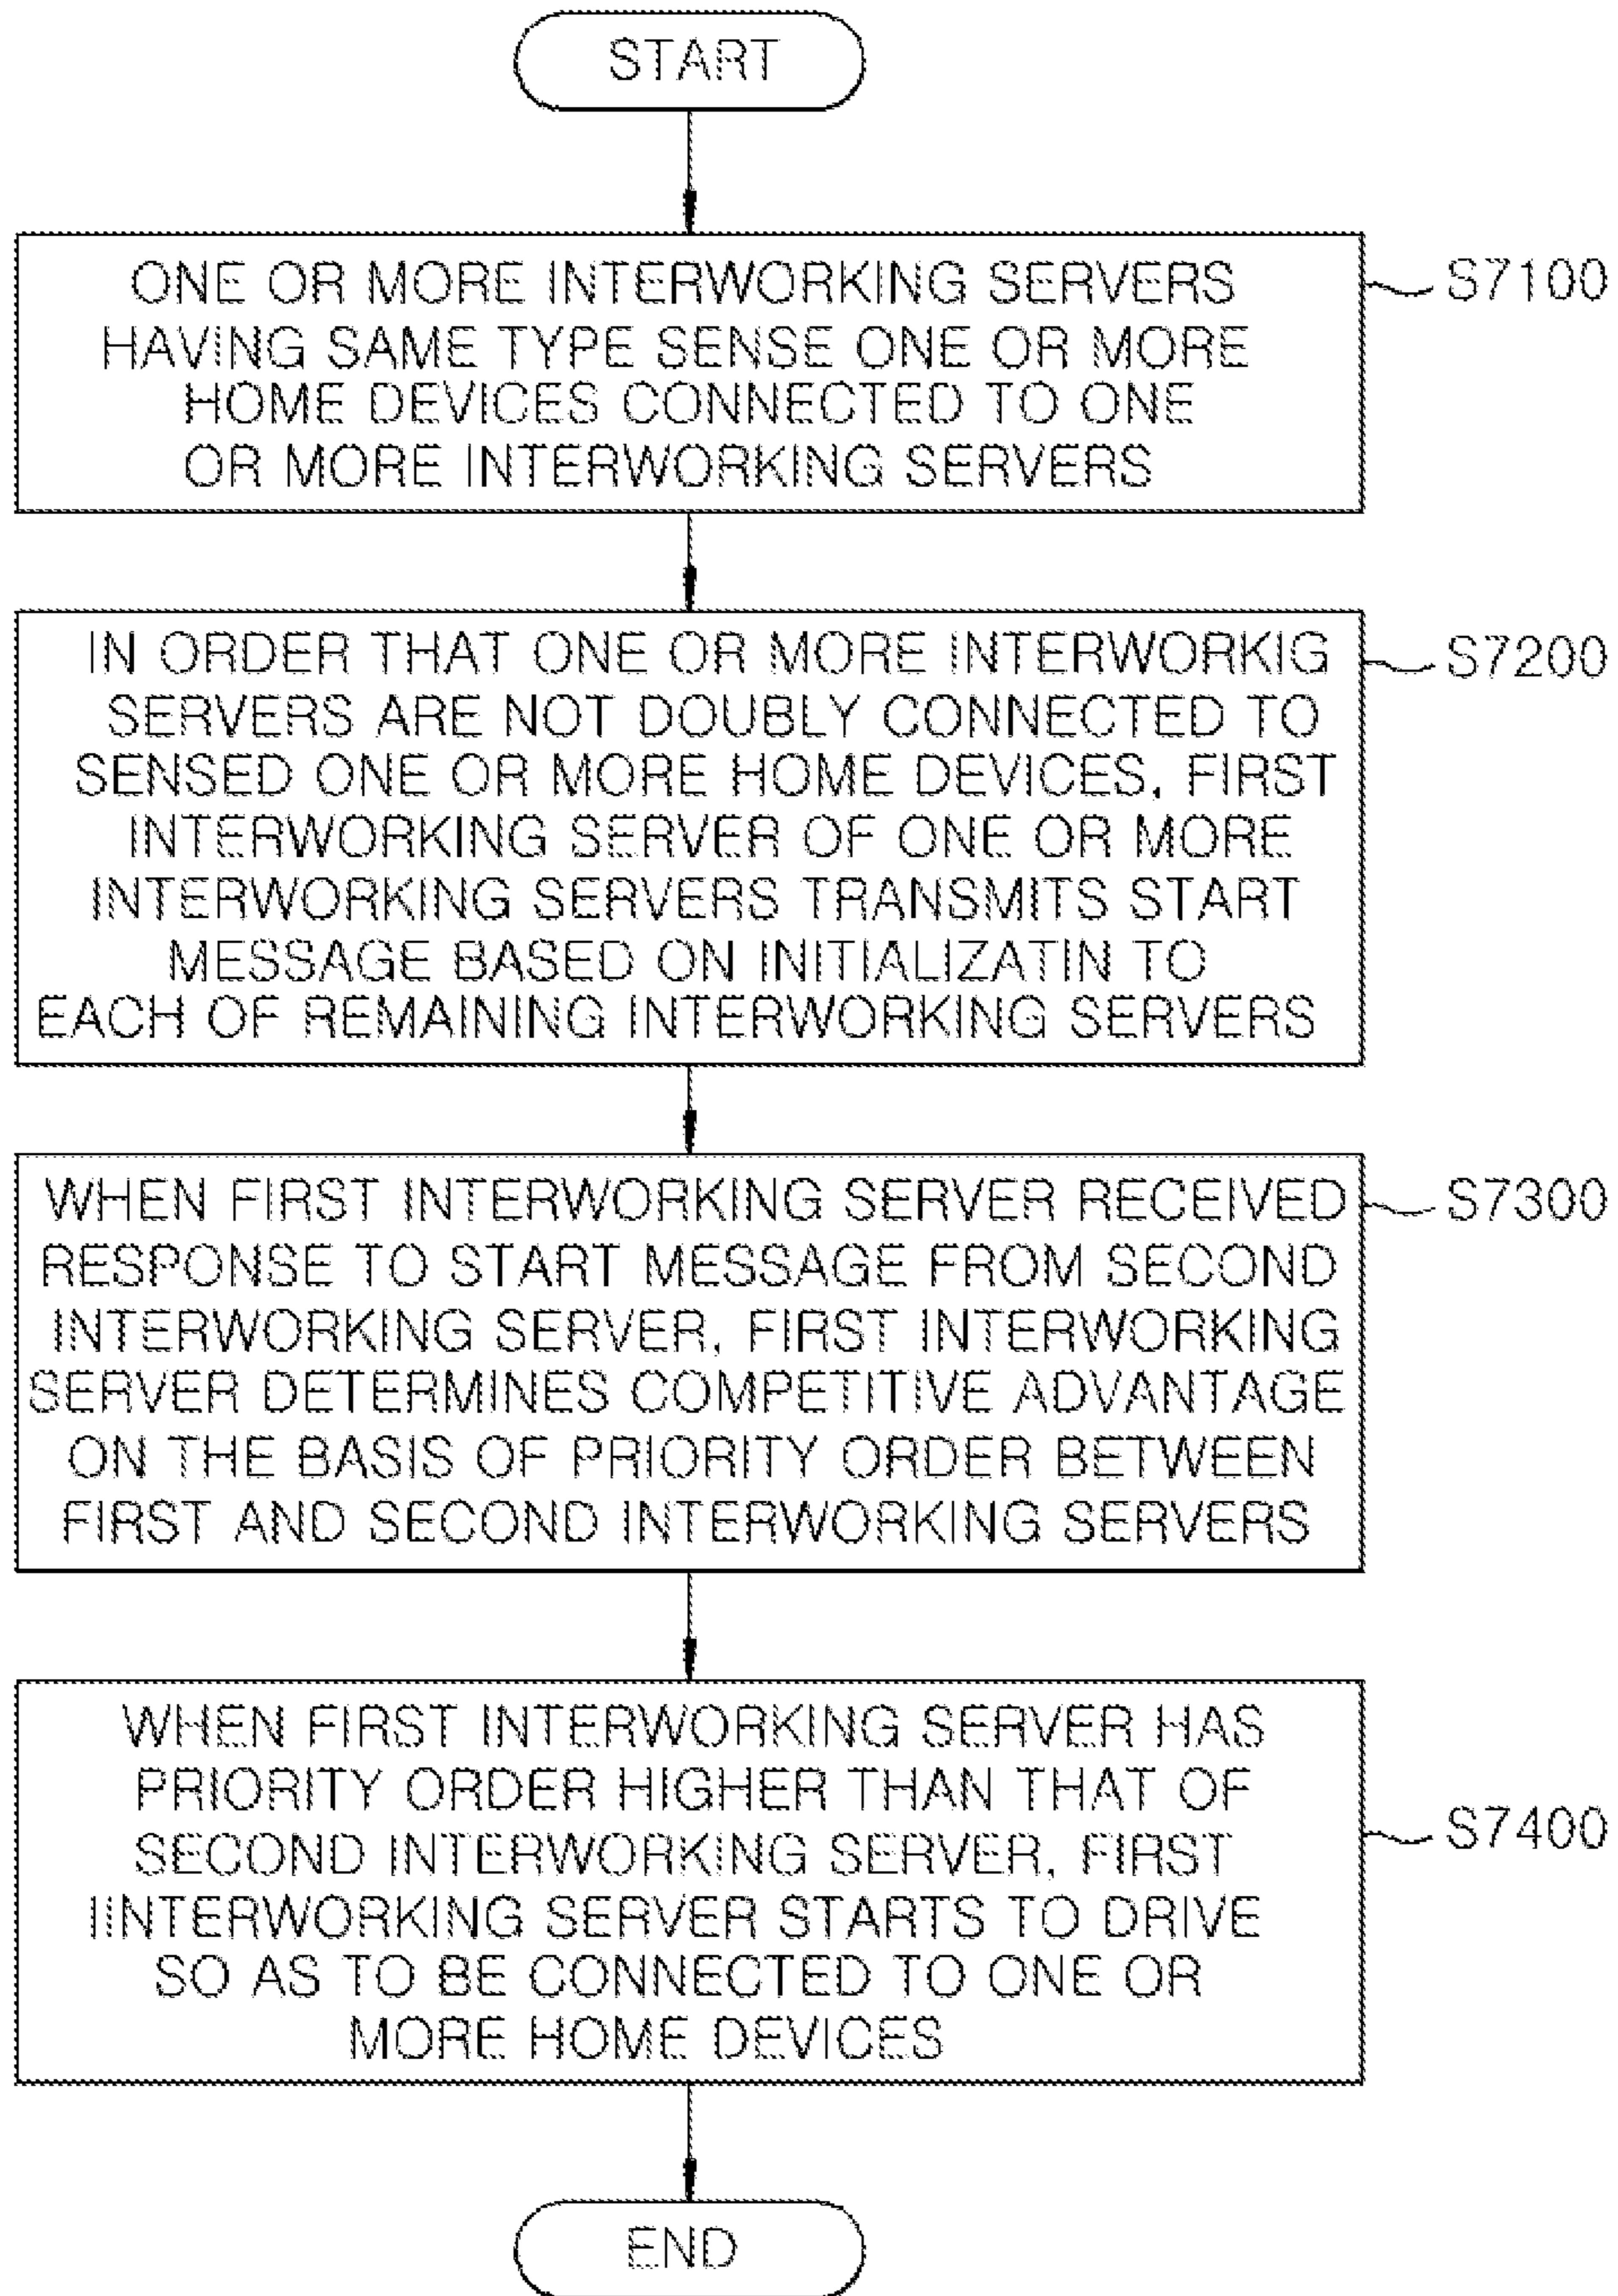 START
ONE OR MORE INTERWORKING SERVERS
HAVING SAME TYPE SENSE ONE OR MORE
HOME DEVICES CONNECTED TO ONE
OR MORE INTERWORKING SERVERS
S7100
IN ORDER THAT ONE OR MORE INTERWORKIG
SERVERS ARE NOT DOUBLY CONNECTED TO
SENSED ONE OR MORE HOME DEVICES, FIRST
INTERWORKING SERVER OF ONE OR MORE
INTERWORKING SERVERS TRANSMITS START
MESSAGE BASED ON INITIALIZATIN TO
EACH OF REMAINING INTERWORKING SERVERS
S7200
WHEN FIRST INTERWORKING SERVER RECEIVED
RESPONSE TO START MESSAGE FROM SECOND
INTERWORKING SERVER, FIRST INTERWORKING
SERVER DETERMINES COMPETITIVE ADVANTAGE
ON THE BASIS OF PRIORITY ORDER BETWEEN
FIRST AND SECOND INTERWORKING SERVERS
S7300
WHEN FIRST INTERWORKING SERVER HAS
PRIORITY ORDER HIGHER THAN THAT OF
SECOND INTERWORKING SERVER, FIRST
IINTERWORKING SERVER STARTS TO DRIVE
SO AS TO BE CONNECTED TO ONE OR
MORE HOME DEVICES
S7400
END